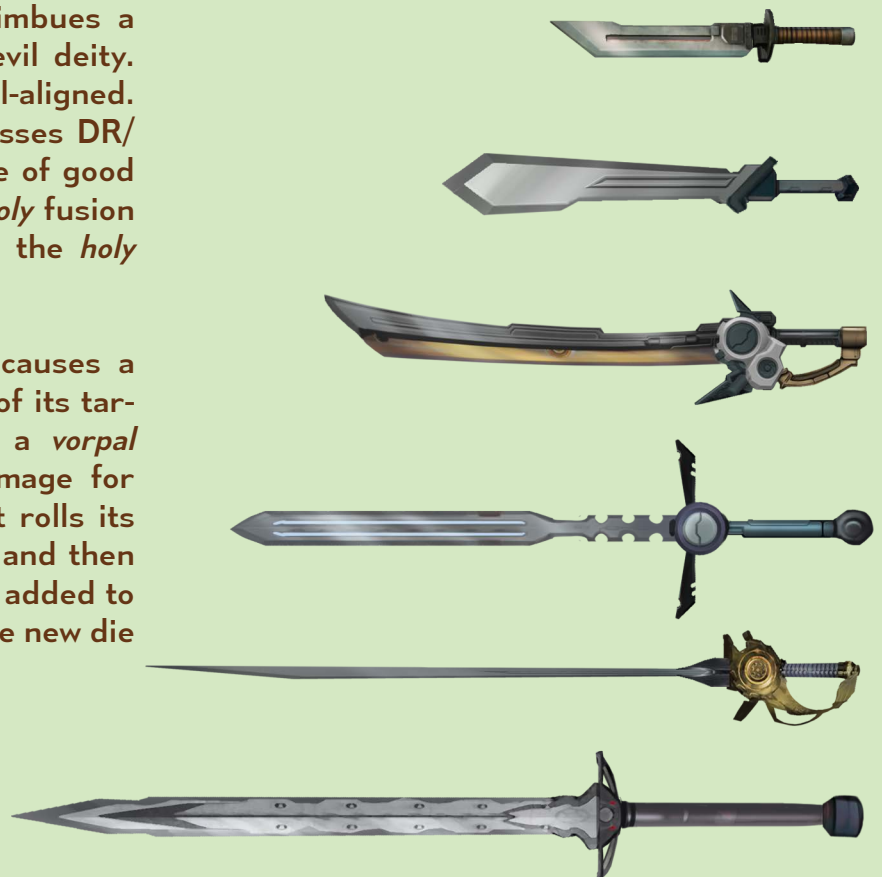 imbues a
evil deity.
l-aligned.
sses DR/
e of good
oly fusion
the holy
causes a
of its tar-
a vorpal
mage for
t rolls its
and then
added to
e new die